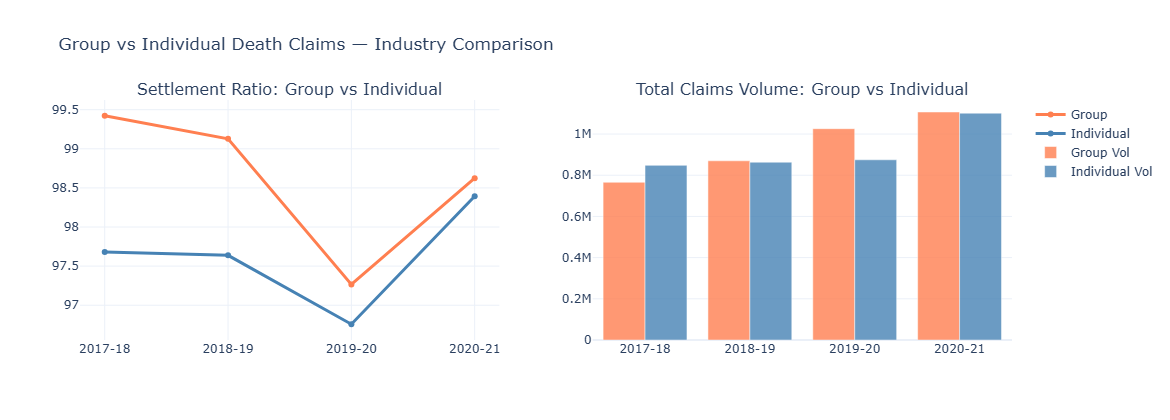 Group vs Individual Death Claims — Industry Comparison
Settlement Ratio: Group vs Individual
99.5
99
98.5
98
97.5
97
2017-18
2018-19
2019-20
2020-21
Total Claims Volume: Group vs Individual
1M
0.8M
0.6M
0.4M
0.2M
0
2017-18
2018-19
2019-20
2020-21
Group
Individual
Group Vol
Individual Vol